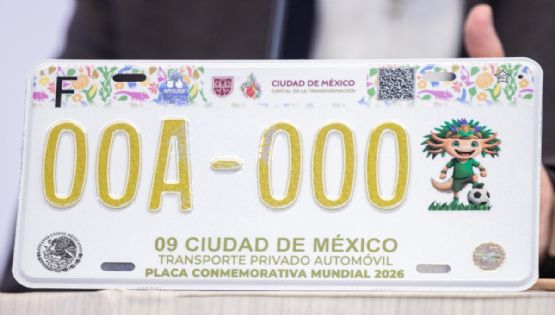 F
CIUDAD DE MÉXICO
CAPITAL DE LA TRANSFORMACIÓN
00A-000
09 CIUDAD DE MÉXICO
TRANSPORTE PRIVADO AUTOMÓVIL
PLACA CONMEMORATIVA MUNDIAL 2026